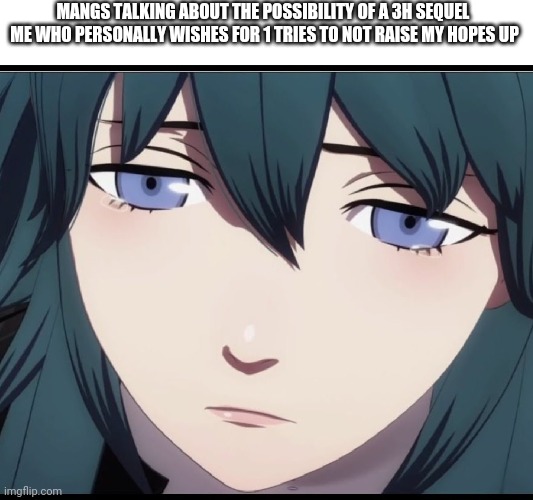 MANGS TALKING ABOUT THE POSSIBILITY OF A 3H SEQUEL
ME WHO PERSONALLY WISHES FOR 1 TRIES TO NOT RAISE MY HOPES UP
imgflip.com